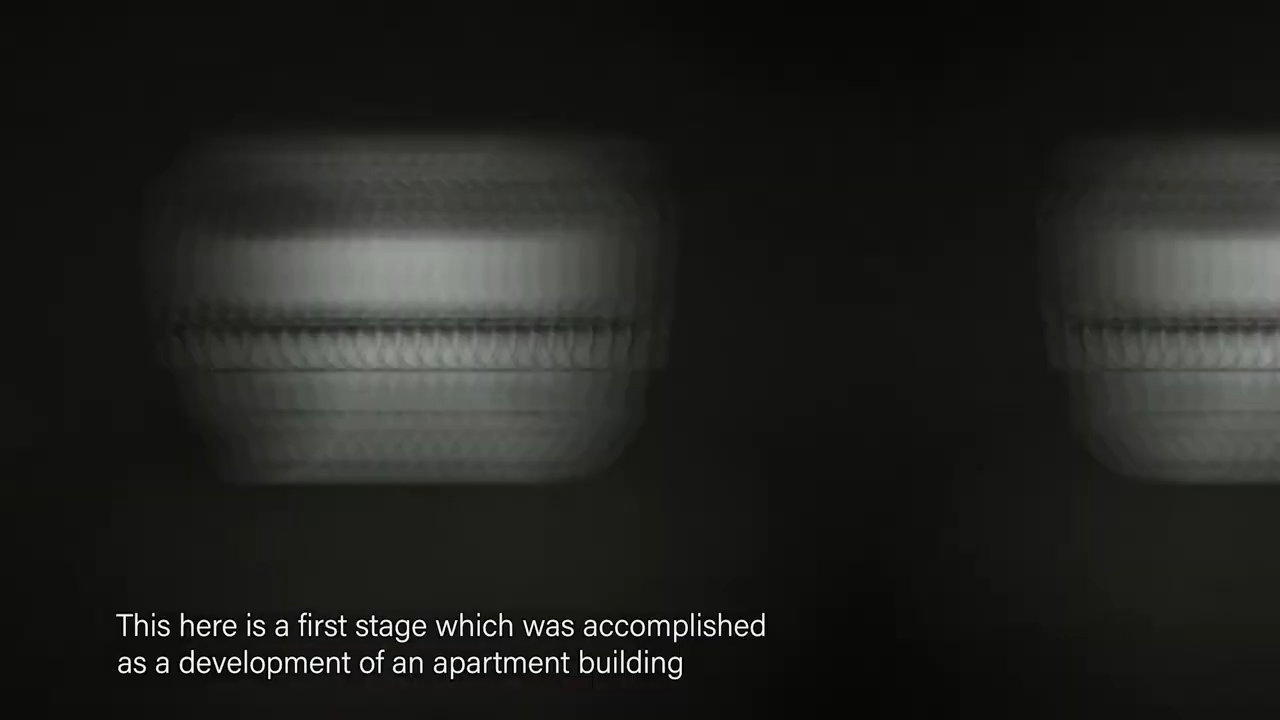 This here is a first stage which was accomplished
as a development of an apartment building